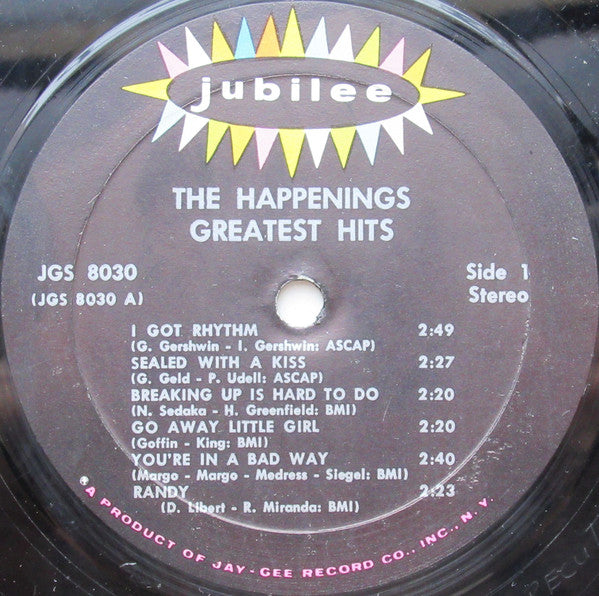 jubilee
THE HAPPENINGS
GREATEST HITS
JGS 8030 Side 1
(JGS 8030 A) Stereo
I GOT RHYTHM 2:49
(G. Gershwin - I. Gershwin: ASCAP)
SEALED WITH A KISS 2:27
(G. Geld - P. Udell: ASCAP)
BREAKING UP IS HARD TO DO 2:20
(N. Sedaka - H. Greenfield: BMI)
GO AWAY LITTLE GIRL 2:20
(Goffin - King: BMI)
YOU'RE IN A BAD WAY 2:40
(Margo - Margo - Medress - Siegel: BMI)
RANDY 2:23
(D. Libert - R. Miranda: BMI)
A PRODUCT OF JAY-GEE RECORD CO., INC., N. Y.